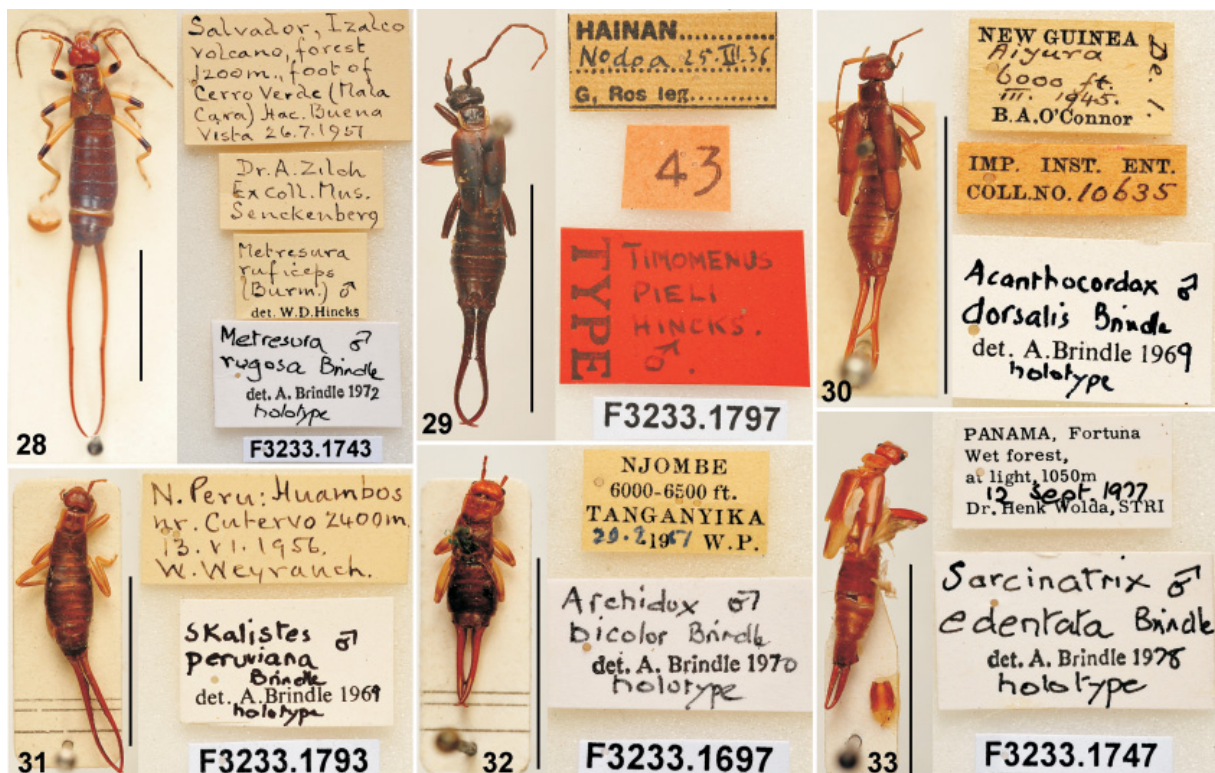 Salvador, Izalco
volcano, forest
1200m., foot of
Cerro Verde (Mala
Cara) Hac. Buena
Vista 26.7.1951
Dr. A. Zilch
Ex coll. Mus.
Senckenberg
Metresura
ruficeps
(Burm.) ♂
det. W.D. Hincks
Metresura ♂
rugosa Brindle
det. A. Brindle 1972
holotype
F3233.1743
28
HAINAN
Nodoa 25.III.36
G, Ros leg.
43
TYPE
TIMOMENUS
PIELI
HINCKS.
♂.
F3233.1797
29
NEW GUINEA
Aiyura
6000 ft.
III. 1945.
B.A.O'Connor
De. 1.
IMP. INST. ENT.
COLL.NO. 10635
Acanthocordax ♂
dorsalis Brindle
det. A. Brindle 1969
holotype
30
N. Peru: Huambos
nr. Cutervo 2400m.
13.VI.1956.
W. Weyrauch.
Skalistes ♂
peruviana
Brindle
det. A. Brindle 1969
holotype
F3233.1793
31
NJOMBE
6000-6500 ft.
TANGANYIKA
W.P.
Archidux ♂
bicolor Brindle
det. A. Brindle 1970
holotype
F3233.1697
32
PANAMA, Fortuna
Wet forest,
at light, 1050m
12 Sept 1977
Dr. Henk Wolda, STRI
Sarcinatrix ♂
edentata Brindle
det. A. Brindle 1978
holotype
F3233.1747
33